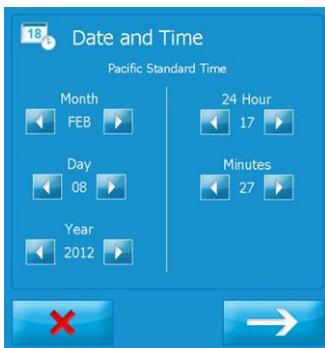 18
Date and Time
Pacific Standard Time
Month
FEB
Day
08
Year
2012
24 Hour
17
Minutes
27